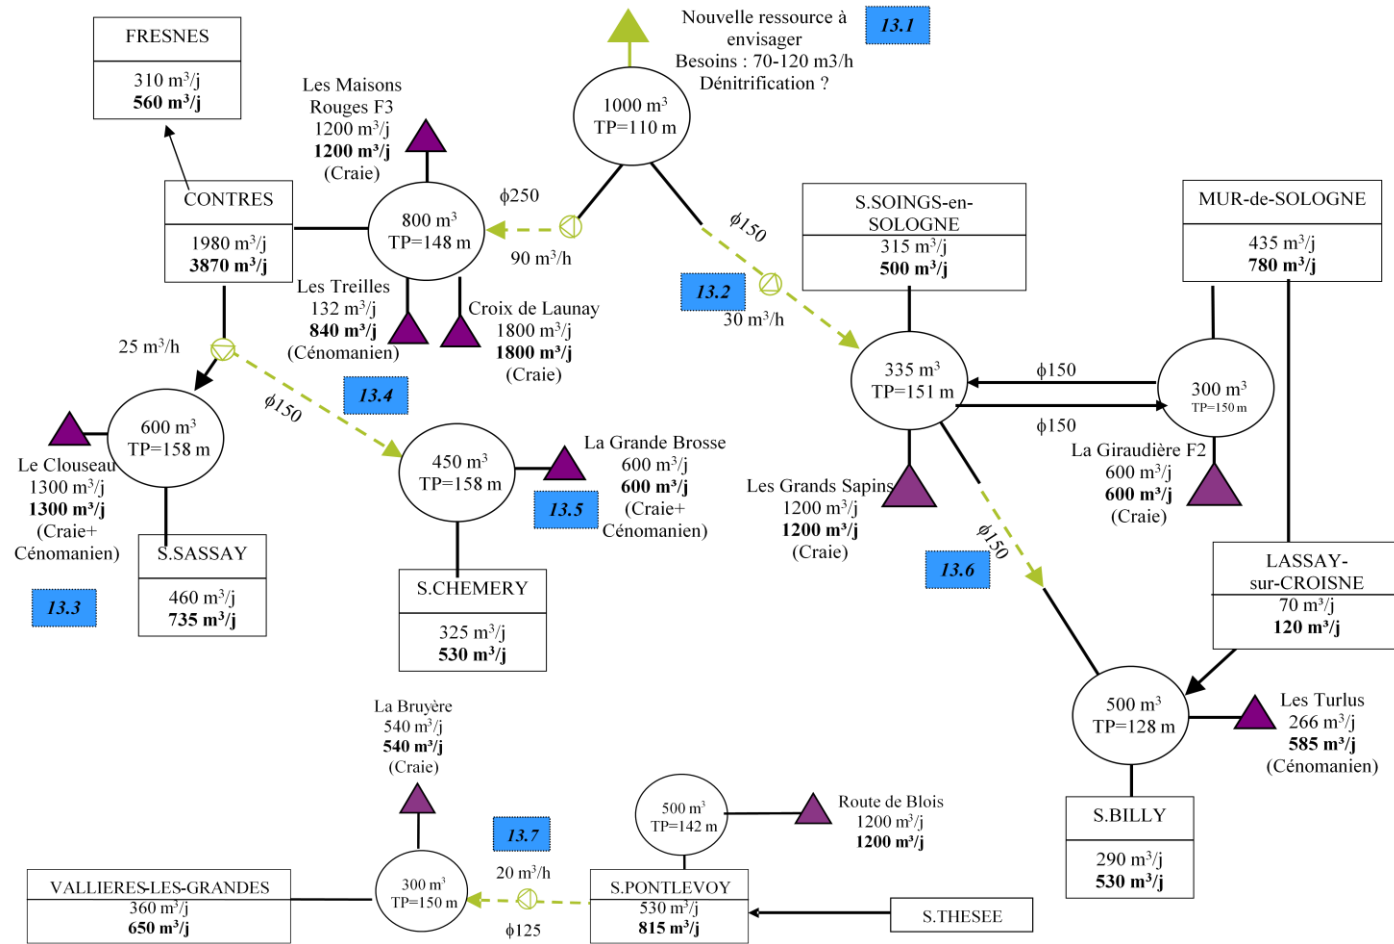 FRESNES
310 m³/j
560 m³/j
Nouvelle ressource à
envisager
Besoins : 70-120 m3/h
Dénitrification ?
13.1
1000 m³
TP=110 m
Les Maisons
Rouges F3
1200 m³/j
1200 m³/j
(Craie)
CONTRES
1980 m³/j
3870 m³/j
800 m³
TP=148 m
ϕ250
90 m³/h
ϕ150
13.2
30 m³/h
S.SOINGS-en-
SOLOGNE
315 m³/j
500 m³/j
MUR-de-SOLOGNE
435 m³/j
780 m³/j
Les Treilles
132 m³/j
840 m³/j
(Cénomanien)
Croix de Launay
1800 m³/j
1800 m³/j
(Craie)
25 m³/h
ϕ150
13.4
335 m³
TP=151 m
ϕ150
ϕ150
300 m³
TP=150 m
600 m³
TP=158 m
Le Clouseau
1300 m³/j
1300 m³/j
(Craie+
Cénomanien)
13.3
S.SASSAY
460 m³/j
735 m³/j
450 m³
TP=158 m
La Grande Brosse
600 m³/j
600 m³/j
(Craie+
Cénomanien)
13.5
S.CHEMERY
325 m³/j
530 m³/j
Les Grands Sapins
1200 m³/j
1200 m³/j
(Craie)
La Giraudière F2
600 m³/j
600 m³/j
(Craie)
ϕ150
13.6
LASSAY-
sur-CROISNE
70 m³/j
120 m³/j
500 m³
TP=128 m
Les Turlus
266 m³/j
585 m³/j
(Cénomanien)
S.BILLY
290 m³/j
530 m³/j
La Bruyère
540 m³/j
540 m³/j
(Craie)
500 m³
TP=142 m
Route de Blois
1200 m³/j
1200 m³/j
13.7
20 m³/h
ϕ125
300 m³
TP=150 m
VALLIERES-LES-GRANDES
360 m³/j
650 m³/j
S.PONTLEVOY
530 m³/j
815 m³/j
S.THESEE